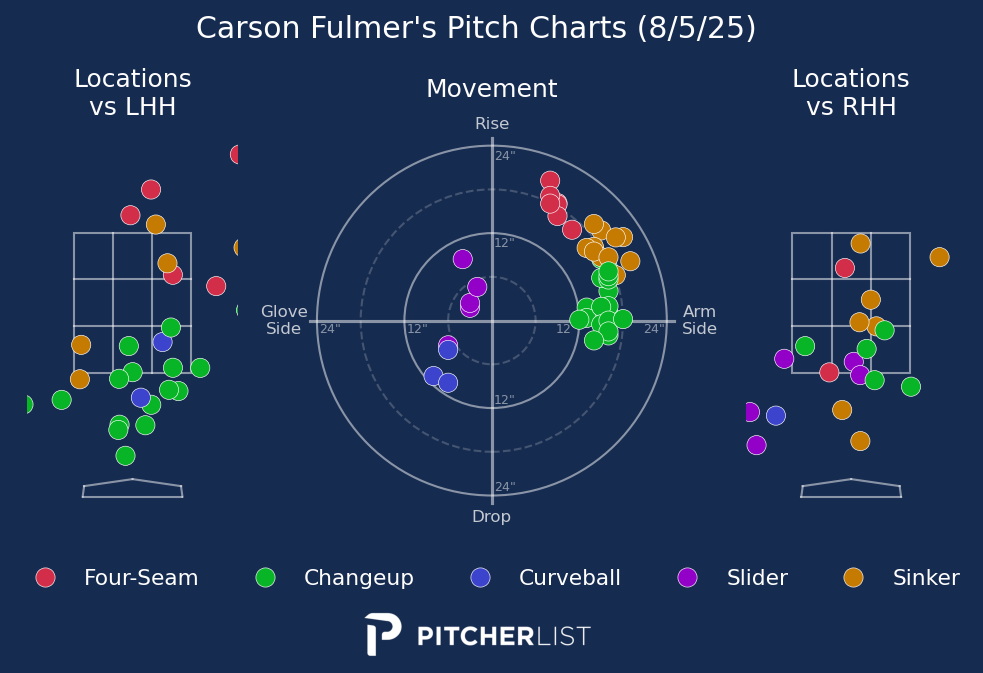 Carson Fulmer's Pitch Charts (8/5/25)
Locations
vs LHH
Movement
Locations
vs RHH
Rise
24"
12"
Glove
Side
24"
12"
12"
24"
Arm
Side
12"
24"
Drop
Four-Seam
Changeup
Curveball
Slider
Sinker
PITCHERLIST